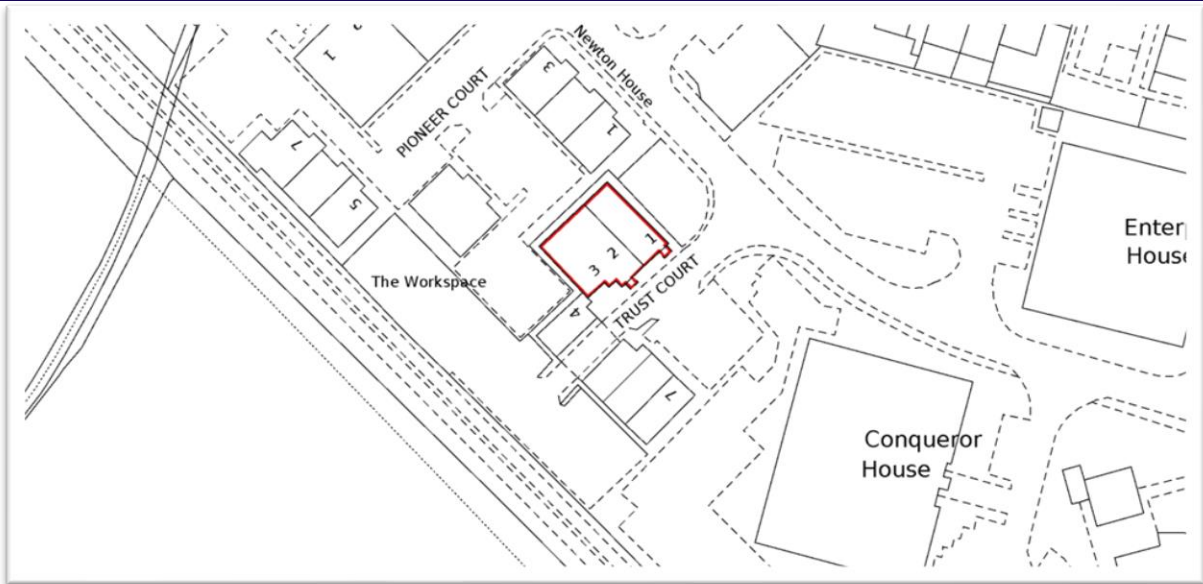 Newton House
1
3
PIONEER COURT
1
7
5
1
2
3
The Workspace
TRUST COURT
4
7
Enter
House
Conqueror
House